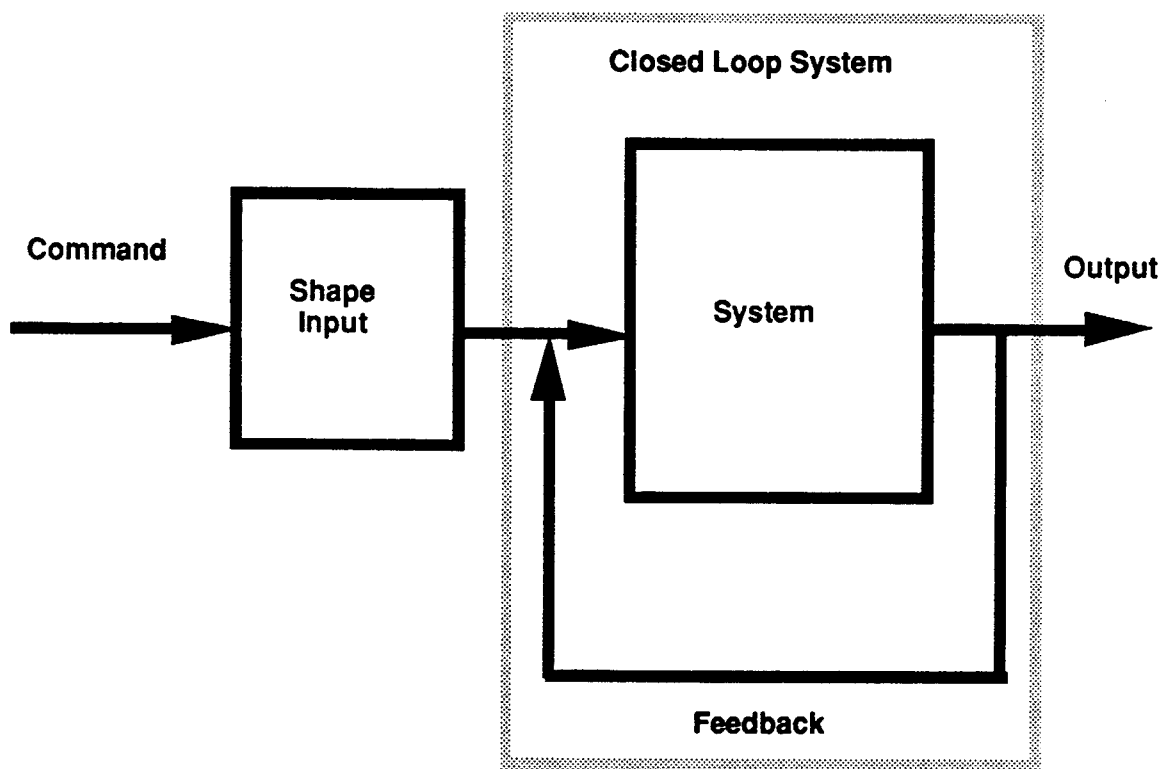 Closed Loop System
Command
Shape
Input
System
Output
Feedback